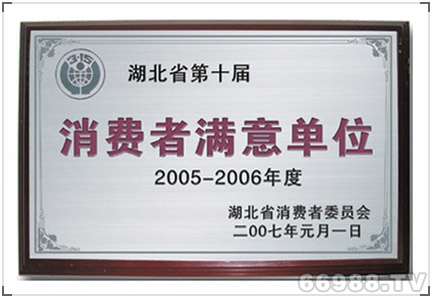 3·15
湖北省第十届
消费者满意单位
2005-2006年度
湖北省消费者委员会
二00七年元月一日
66988.TV